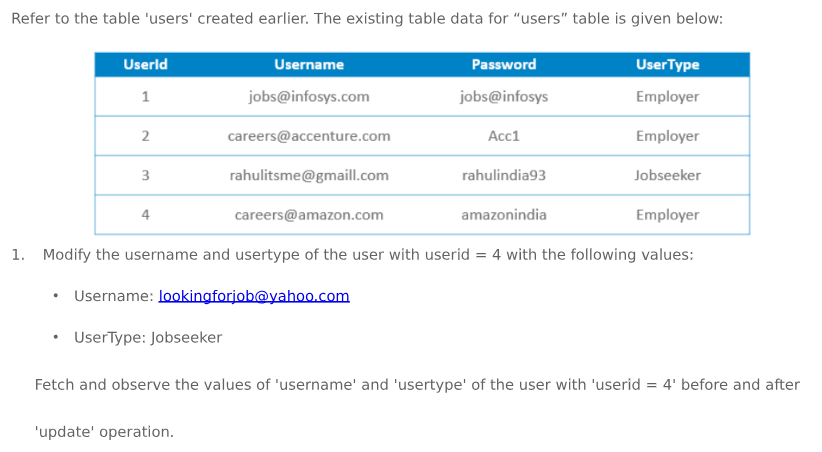 Refer to the table 'users' created earlier. The existing table data for “users” table is given below:
UserId Username Password UserType
1 jobs@infosys.com jobs@infosys Employer
2 careers@accenture.com Acc1 Employer
3 rahulitsme@gmaill.com rahulindia93 Jobseeker
4 careers@amazon.com amazonindia Employer
1. Modify the username and usertype of the user with userid = 4 with the following values:
• Username: lookingforjob@yahoo.com
• UserType: Jobseeker
Fetch and observe the values of 'username' and 'usertype' of the user with 'userid = 4' before and after
'update' operation.